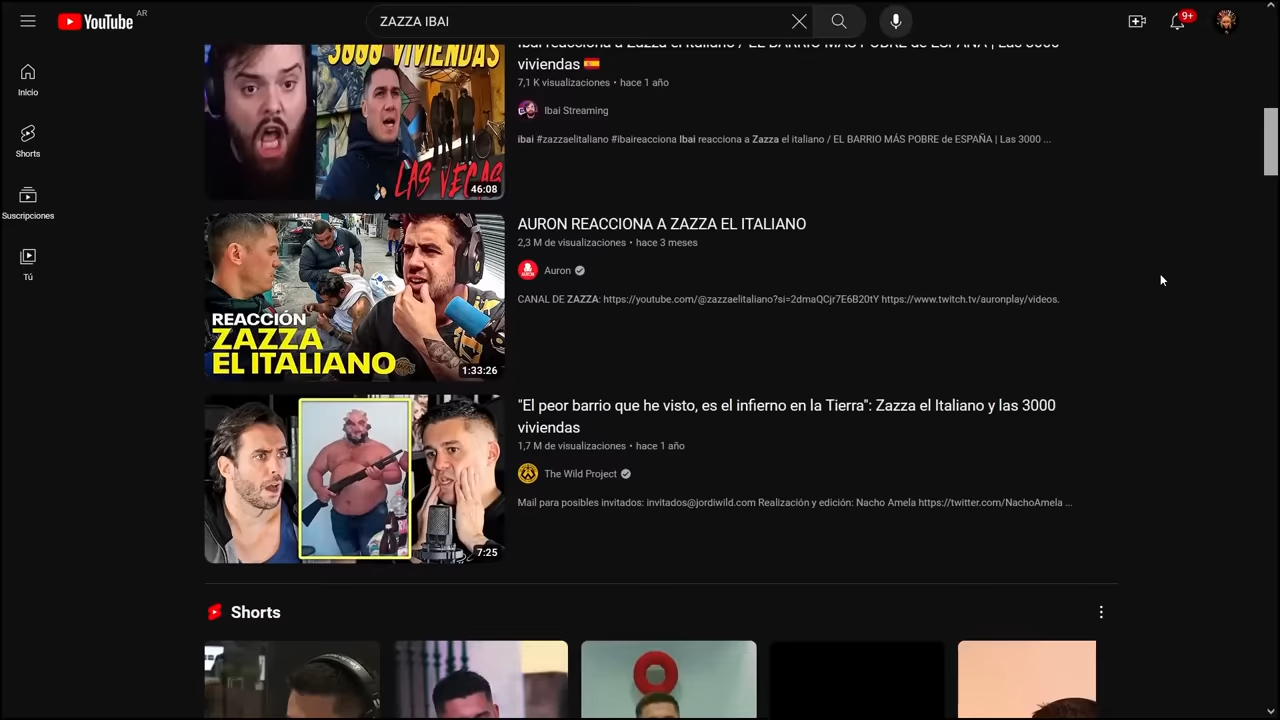 YouTube AR
ZAZZA IBAI
9+
Inicio
Shorts
Suscripciones
Tú
3000 VIVIENDAS
LAS VEGAS
46:08
Ibai reacciona a Zazza el italiano / EL BARRIO MÁS POBRE de ESPAÑA | Las 3000
viviendas 🇪🇸
7,1 K visualizaciones • hace 1 año
Ibai Streaming
ibai #zazzaelitaliano #ibaireacciona Ibai reacciona a Zazza el italiano / EL BARRIO MÁS POBRE de ESPAÑA | Las 3000 ...
REACCIÓN
ZAZZA
EL ITALIANO
1:33:26
AURON REACCIONA A ZAZZA EL ITALIANO
2,3 M de visualizaciones • hace 3 meses
Auron
CANAL DE ZAZZA: https://youtube.com/@zazzaelitaliano?si=2dmaQCjr7E6B20tY https://www.twitch.tv/auronplay/videos.
7:25
"El peor barrio que he visto, es el infierno en la Tierra": Zazza el Italiano y las 3000
viviendas
1,7 M de visualizaciones • hace 1 año
The Wild Project
Mail para posibles invitados: invitados@jordiwild.com Realización y edición: Nacho Amela https://twitter.com/NachoAmela ...
Shorts